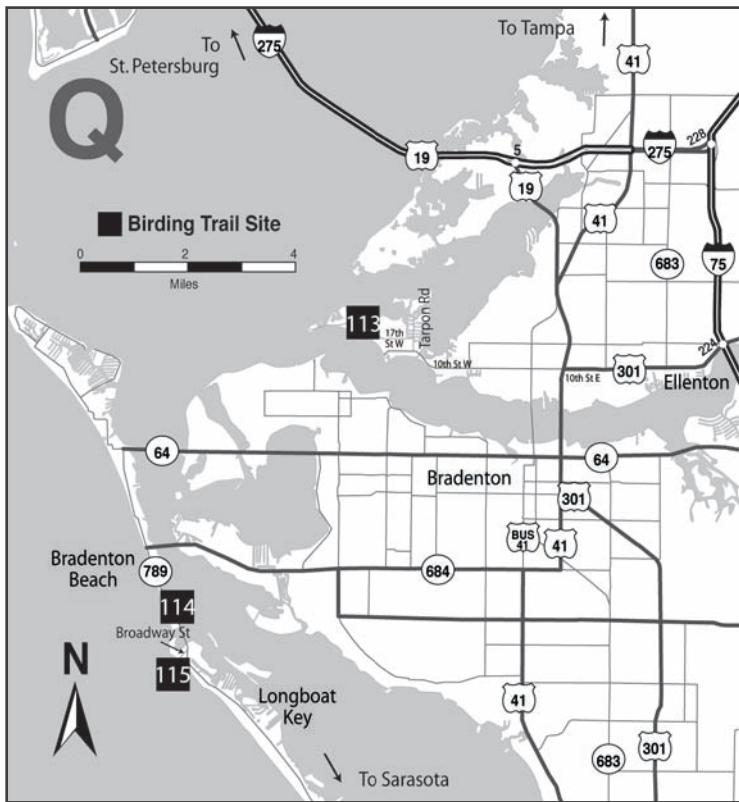 To Tampa
To
St. Petersburg
275
41
Q
228
5
19
275
19
41
Birding Trail Site
683
75
0 2 4
Miles
113
Tarpon Rd
17th
St W
224
10th St W
301
10th St E
Ellenton
64
64
Bradenton
301
BUS
41
41
Bradenton
Beach
684
789
114
Broadway St
N
115
Longboat
Key
41
301
683
To Sarasota